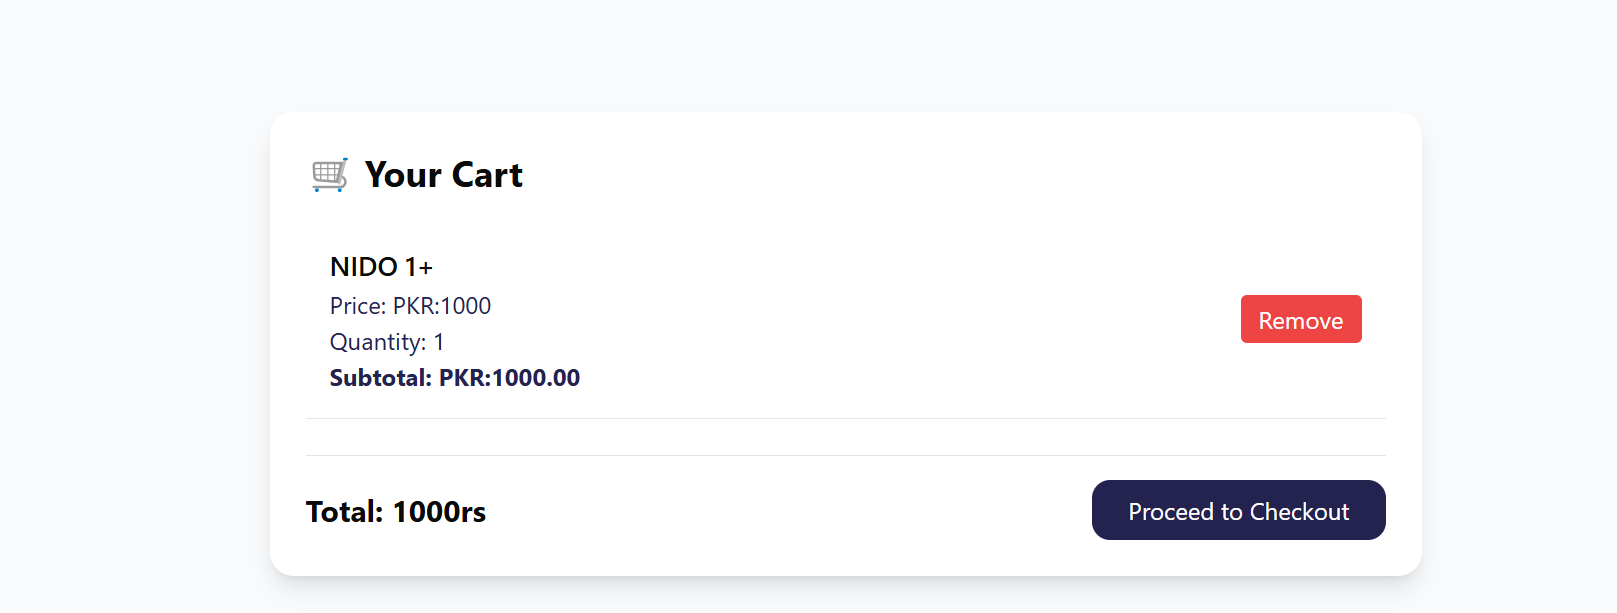 Your Cart
NIDO 1+
Price: PKR:1000
Quantity: 1
Subtotal: PKR:1000.00
Remove
Total: 1000rs
Proceed to Checkout